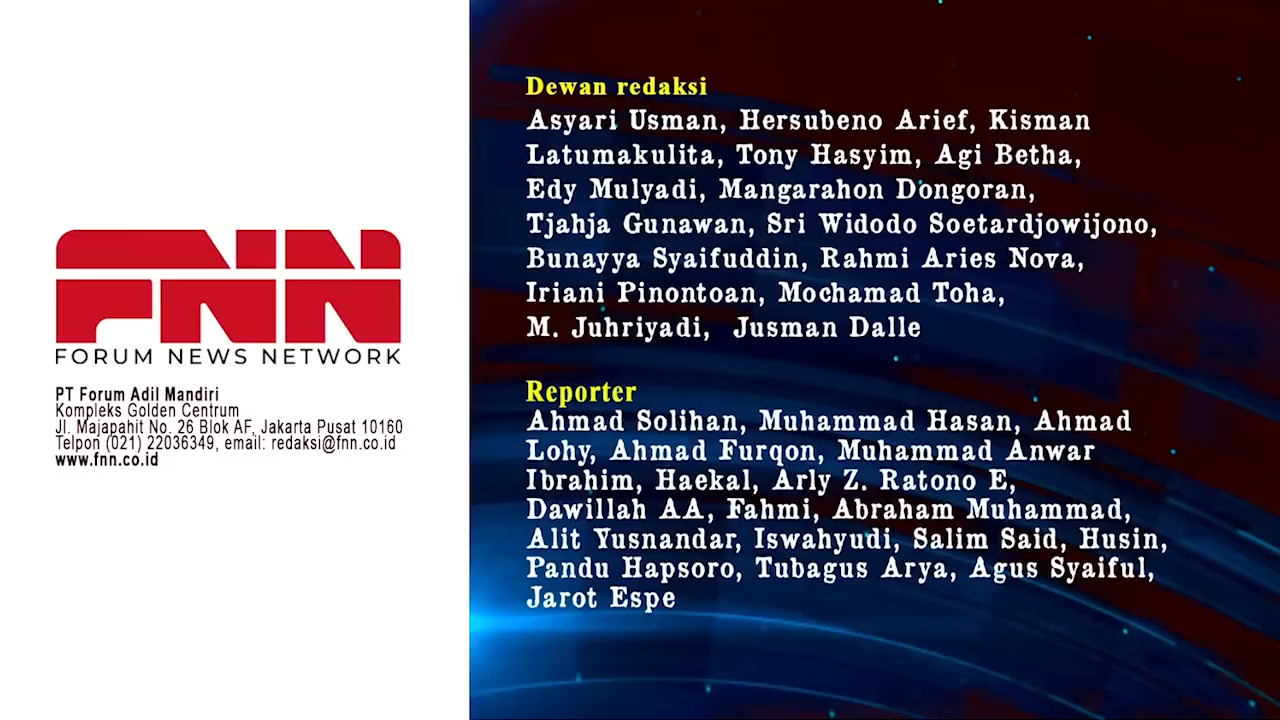 FNN
FORUM NEWS NETWORK
PT Forum Adil Mandiri
Kompleks Golden Centrum
Jl. Majapahit No. 26 Blok AF, Jakarta Pusat 10160
Telpon (021) 22036349, email: redaksi@fnn.co.id
www.fnn.co.id
Dewan redaksi
Asyari Usman, Hersubeno Arief, Kisman
Latumakulita, Tony Hasyim, Agi Betha,
Edy Mulyadi, Mangarahon Dongoran,
Tjahja Gunawan, Sri Widodo Soetardjowijono,
Bunayya Syaifuddin, Rahmi Aries Nova,
Iriani Pinontoan, Mochamad Toha,
M. Juhriyadi, Jusman Dalle
Reporter
Ahmad Solihan, Muhammad Hasan, Ahmad
Lohy, Ahmad Furqon, Muhammad Anwar
Ibrahim, Haekal, Arly Z. Ratono E,
Dawillah AA, Fahmi, Abraham Muhammad,
Alit Yusnandar, Iswahyudi, Salim Said, Husin,
Pandu Hapsoro, Tubagus Arya, Agus Syaiful,
Jarot Espe